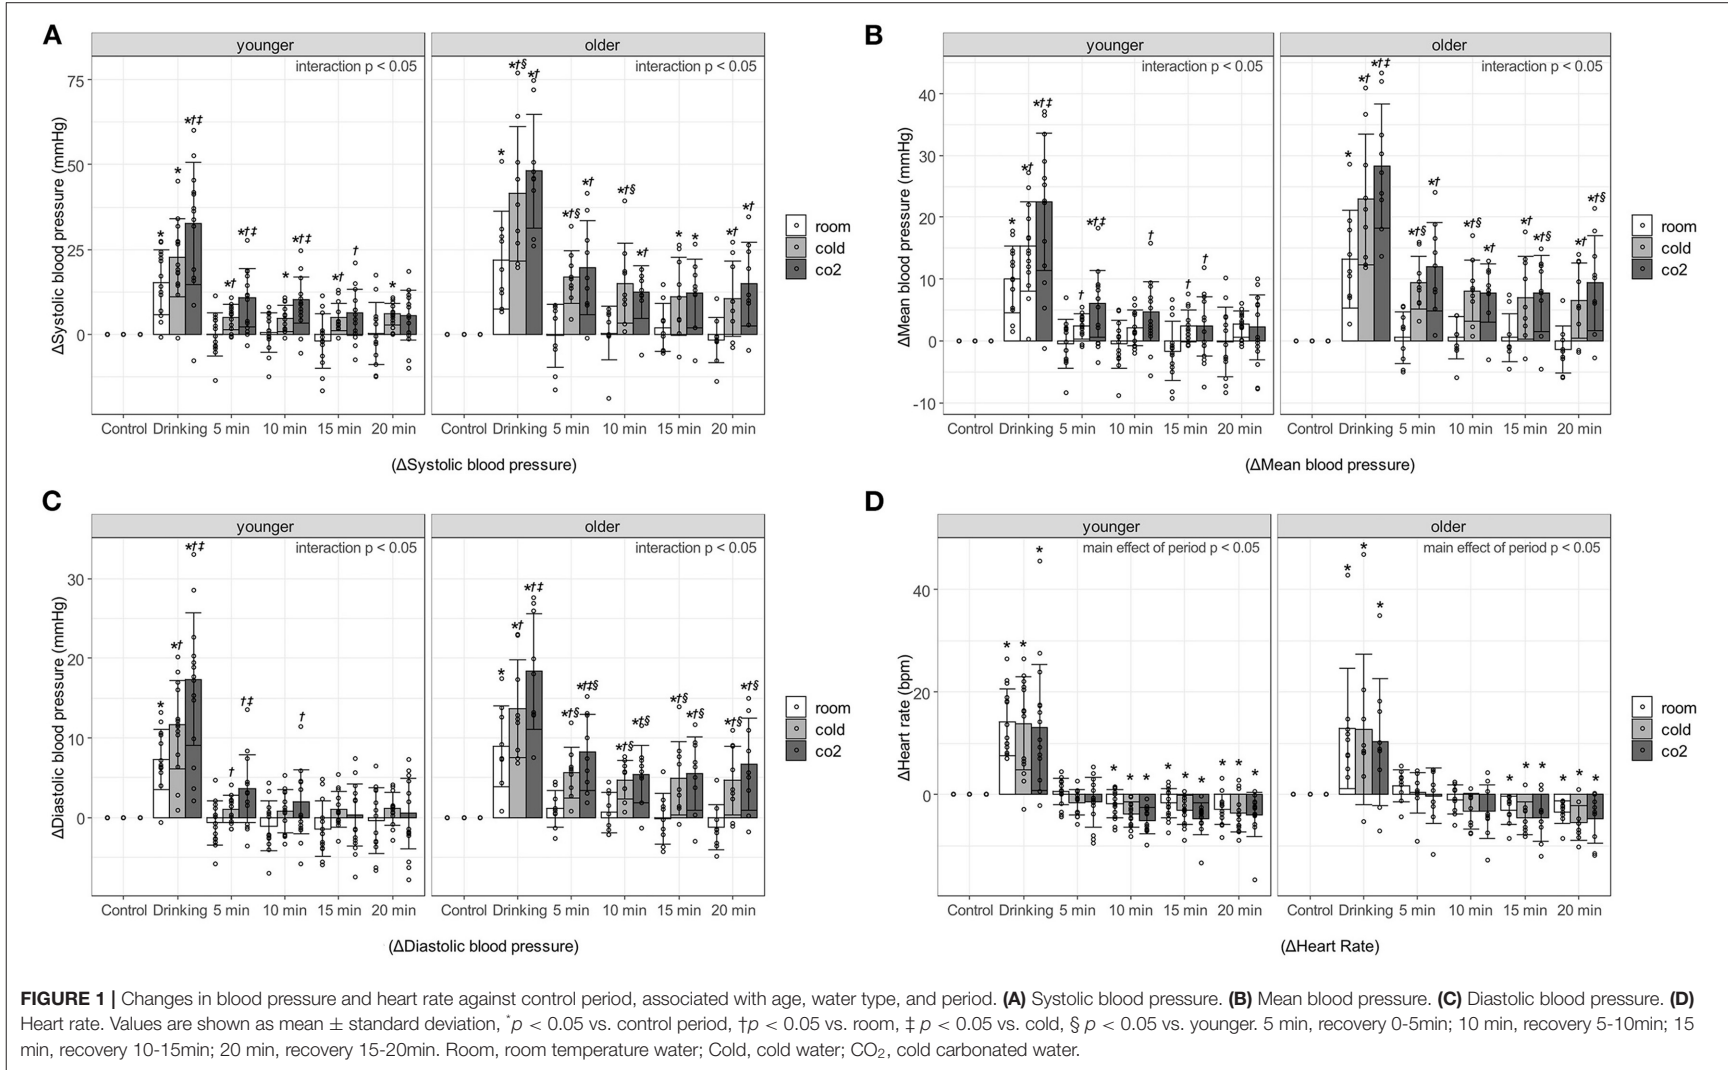 A
younger
older
interaction p < 0.05
interaction p < 0.05
*†§
*†
*†‡
*
*
*
*†‡
*†
*†§
*†
*†‡
*
*†§
*†
†
*†
*
*
*
*†
*†
75
50
25
0
ΔSystolic blood pressure (mmHg)
room
cold
co2
Control Drinking 5 min 10 min 15 min 20 min
Control Drinking 5 min 10 min 15 min 20 min
(ΔSystolic blood pressure)
B
younger
older
interaction p < 0.05
interaction p < 0.05
*†‡
*†
*†‡
*†
*
*
*†‡
†
†
†
†
*†§
*†
*†§
*†
*†
*†§
*†
*†§
40
30
20
10
0
-10
ΔMean blood pressure (mmHg)
room
cold
co2
Control Drinking 5 min 10 min 15 min 20 min
Control Drinking 5 min 10 min 15 min 20 min
(ΔMean blood pressure)
C
younger
older
interaction p < 0.05
interaction p < 0.05
*†‡
*†
*
†
†‡
†
*
*†
*†‡
*†§
*†‡§
*†§
*†§
*†§
*†§
*†§
*†§
30
20
10
0
ΔDiastolic blood pressure (mmHg)
room
cold
co2
Control Drinking 5 min 10 min 15 min 20 min
Control Drinking 5 min 10 min 15 min 20 min
(ΔDiastolic blood pressure)
D
younger
older
main effect of period p < 0.05
main effect of period p < 0.05
* * *
* * *
* * *
* * *
* * *
* * *
* * *
40
20
0
ΔHeart rate (bpm)
room
cold
co2
Control Drinking 5 min 10 min 15 min 20 min
Control Drinking 5 min 10 min 15 min 20 min
(ΔHeart Rate)
FIGURE 1 | Changes in blood pressure and heart rate against control period, associated with age, water type, and period. (A) Systolic blood pressure. (B) Mean blood pressure. (C) Diastolic blood pressure. (D)
Heart rate. Values are shown as mean ± standard deviation, *p < 0.05 vs. control period, †p < 0.05 vs. room, ‡ p < 0.05 vs. cold, § p < 0.05 vs. younger. 5 min, recovery 0-5min; 10 min, recovery 5-10min; 15
min, recovery 10-15min; 20 min, recovery 15-20min. Room, room temperature water; Cold, cold water; CO₂, cold carbonated water.